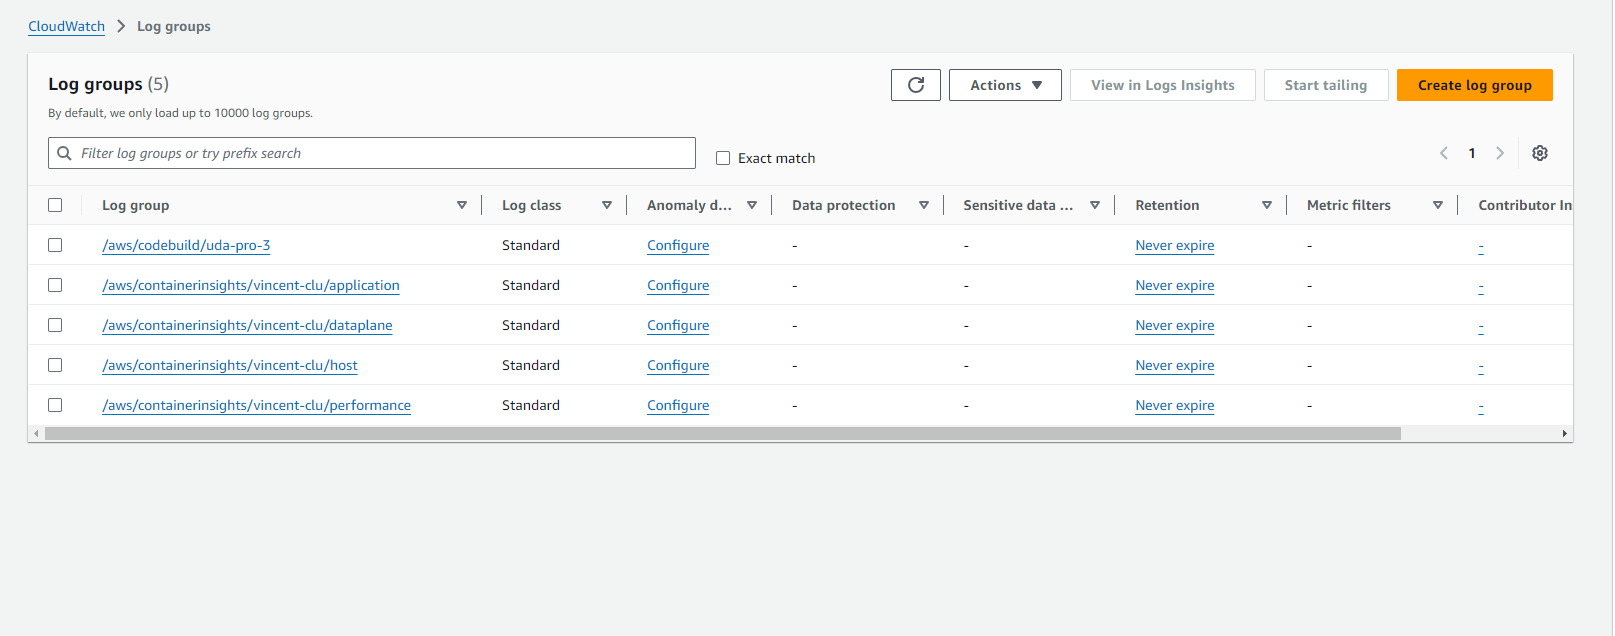 CloudWatch > Log groups
Log groups (5)
By default, we only load up to 10000 log groups.
Actions
View in Logs Insights
Start tailing
Create log group
Filter log groups or try prefix search
Exact match
1
Log group Log class Anomaly d... Data protection Sensitive data ... Retention Metric filters Contributor In
/aws/codebuild/uda-pro-3 Standard Configure - - Never expire - -
/aws/containerinsights/vincent-clu/application Standard Configure - - Never expire - -
/aws/containerinsights/vincent-clu/dataplane Standard Configure - - Never expire - -
/aws/containerinsights/vincent-clu/host Standard Configure - - Never expire - -
/aws/containerinsights/vincent-clu/performance Standard Configure - - Never expire - -